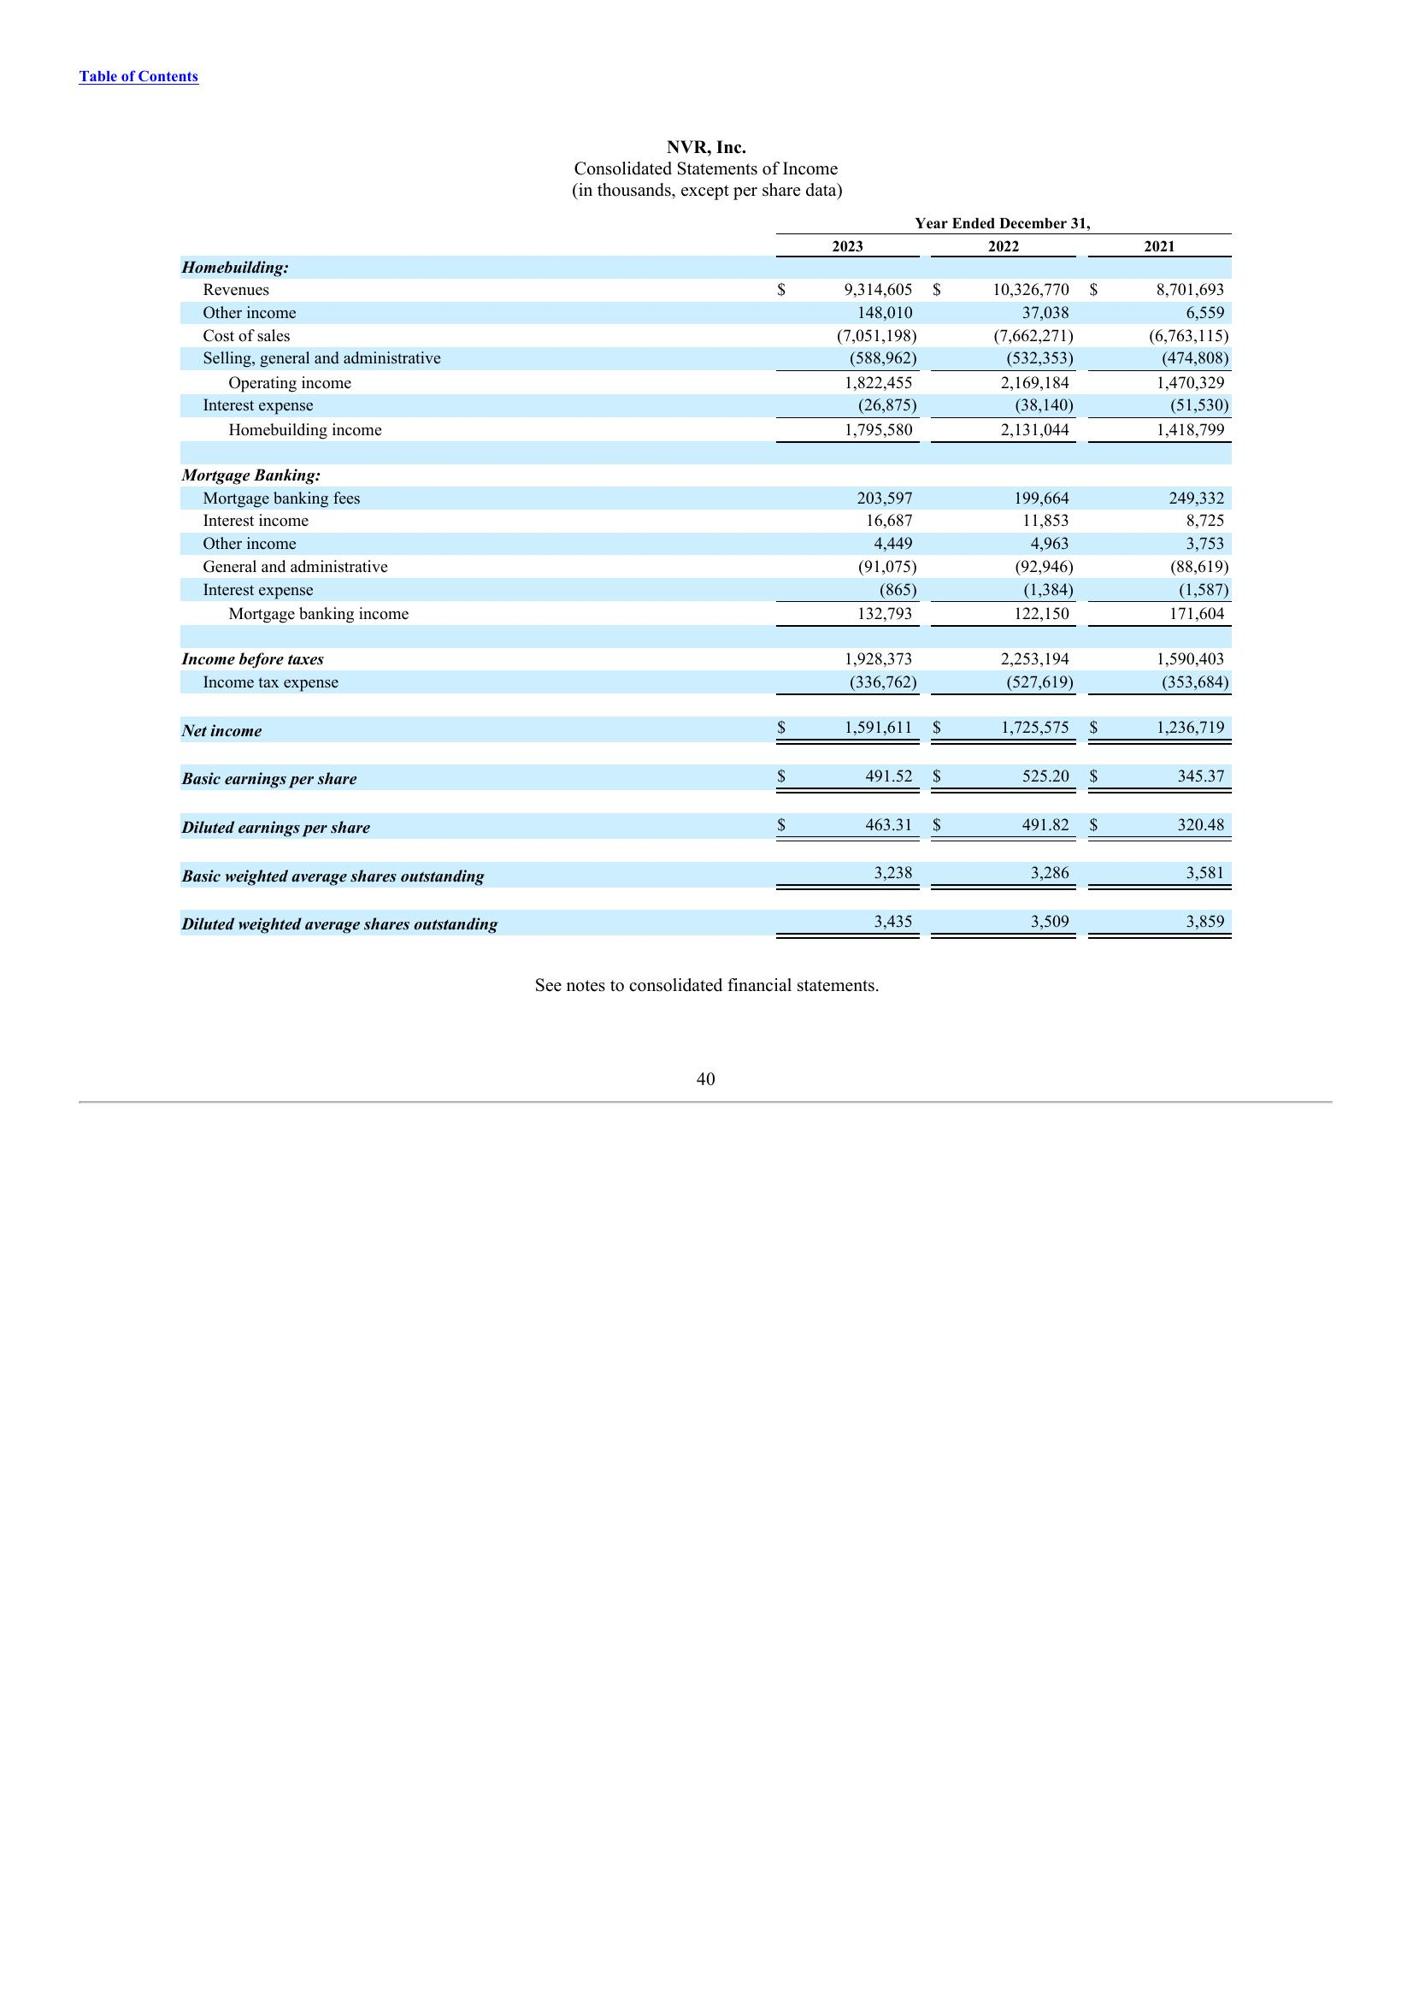 Table of Contents
NVR, Inc.
Consolidated Statements of Income
(in thousands, except per share data)
Year Ended December 31,
2023 2022 2021
Homebuilding:
Revenues $ 9,314,605 $ 10,326,770 $ 8,701,693
Other income 148,010 37,038 6,559
Cost of sales (7,051,198) (7,662,271) (6,763,115)
Selling, general and administrative (588,962) (532,353) (474,808)
Operating income 1,822,455 2,169,184 1,470,329
Interest expense (26,875) (38,140) (51,530)
Homebuilding income 1,795,580 2,131,044 1,418,799
Mortgage Banking:
Mortgage banking fees 203,597 199,664 249,332
Interest income 16,687 11,853 8,725
Other income 4,449 4,963 3,753
General and administrative (91,075) (92,946) (88,619)
Interest expense (865) (1,384) (1,587)
Mortgage banking income 132,793 122,150 171,604
Income before taxes 1,928,373 2,253,194 1,590,403
Income tax expense (336,762) (527,619) (353,684)
Net income $ 1,591,611 $ 1,725,575 $ 1,236,719
Basic earnings per share $ 491.52 $ 525.20 $ 345.37
Diluted earnings per share $ 463.31 $ 491.82 $ 320.48
Basic weighted average shares outstanding 3,238 3,286 3,581
Diluted weighted average shares outstanding 3,435 3,509 3,859
See notes to consolidated financial statements.
40